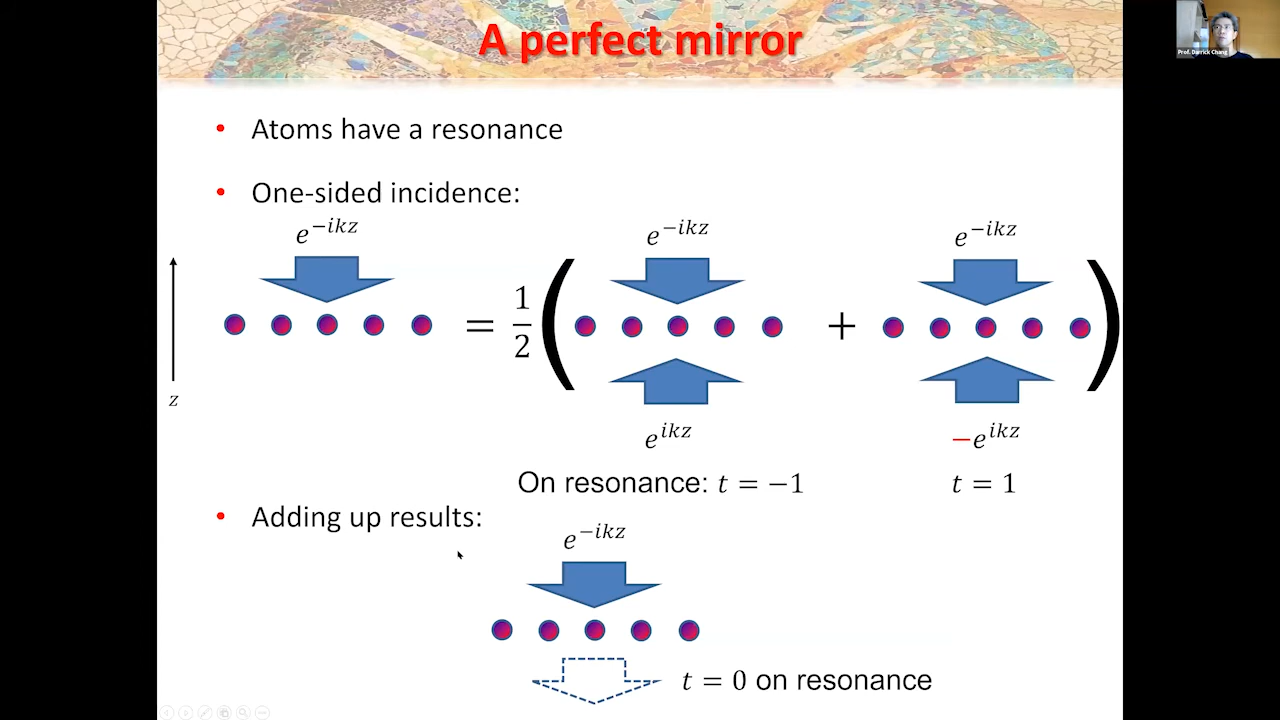 A perfect mirror
Prof. Darrick Chang
• Atoms have a resonance
• One-sided incidence:
e^{-ikz} e^{-ikz} e^{-ikz}
z
= 1/2 ( + )
e^{ikz} −e^{ikz}
On resonance: t = −1 t = 1
• Adding up results:
e^{-ikz}
t = 0 on resonance